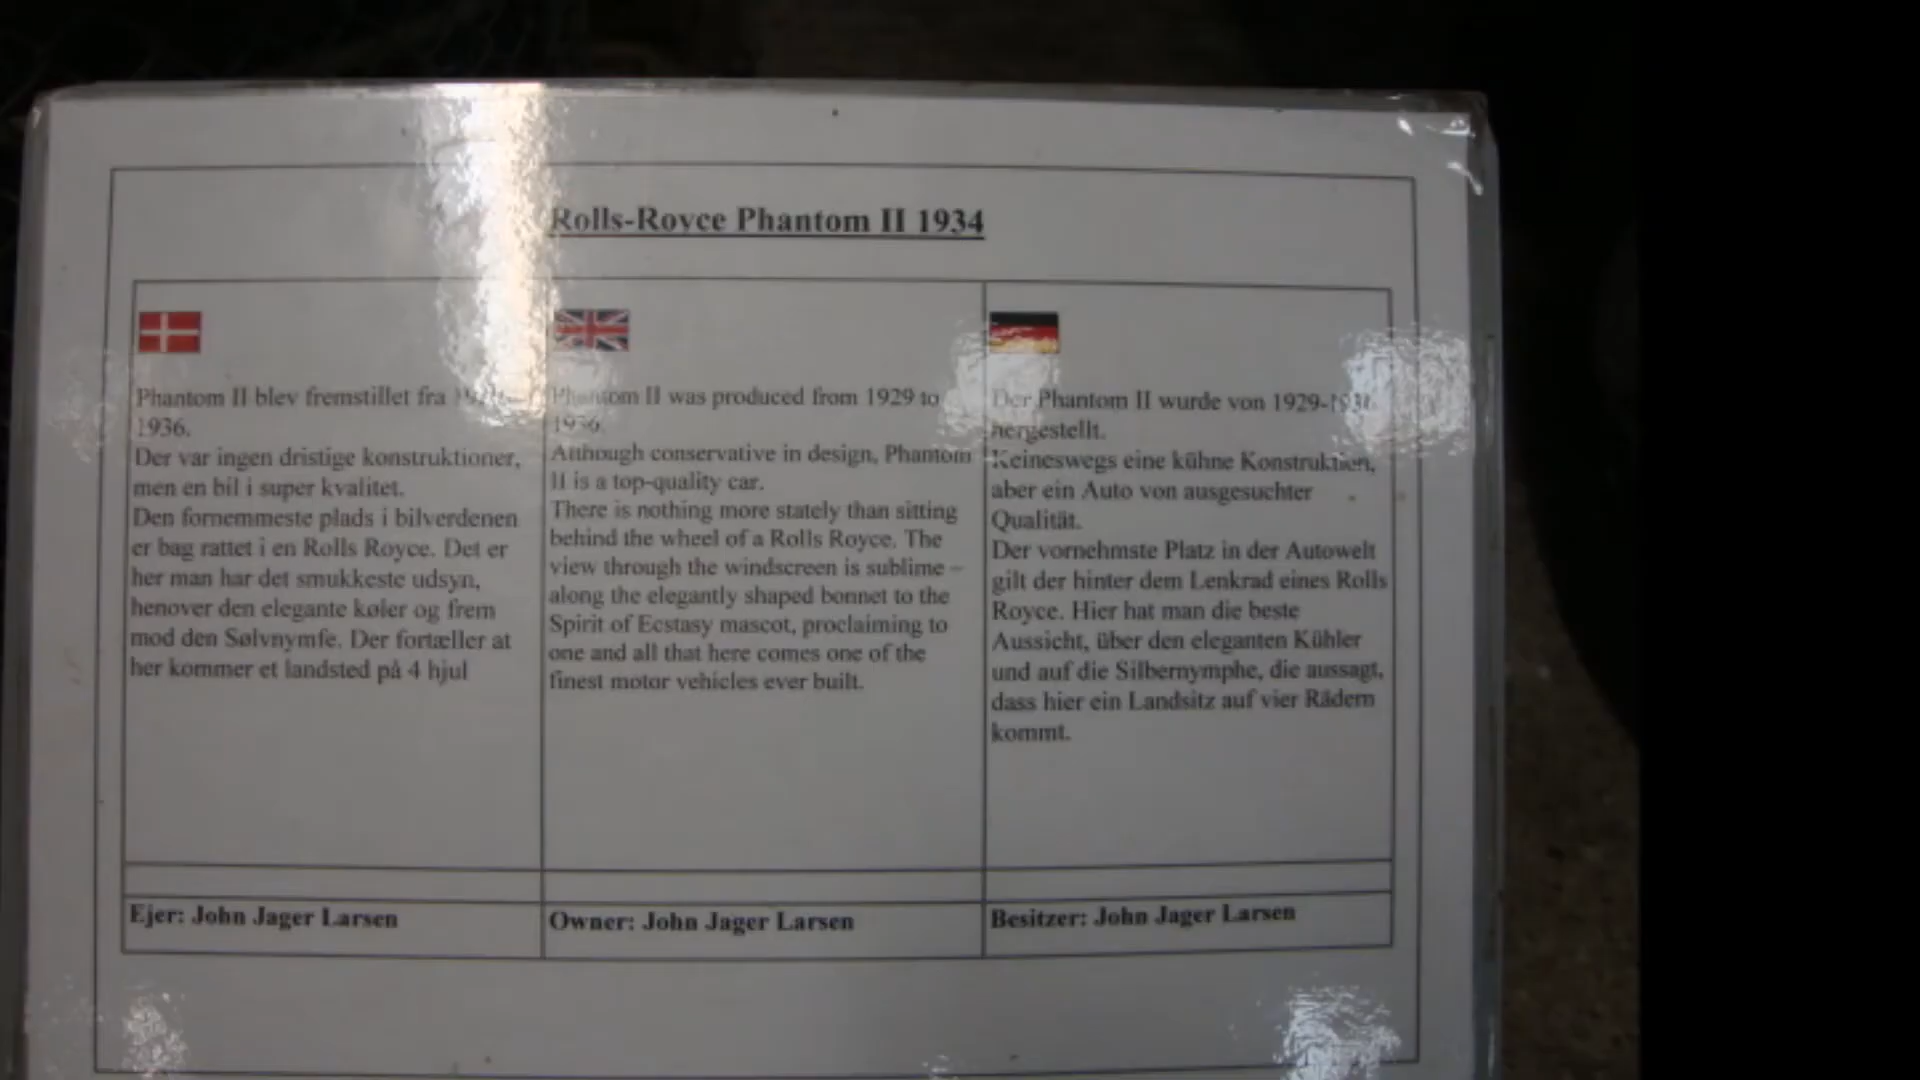 Rolls-Royce Phantom II 1934
Phantom II blev fremstillet fra
1936.
Der var ingen dristige konstruktioner,
men en bil i super kvalitet.
Den fornemmeste plads i bilverdenen
er bag rattet i en Rolls Royce. Det er
her man har det smukkeste udsyn,
henover den elegante køler og frem
mod den Sølvnymfe. Der fortæller at
her kommer et landsted på 4 hjul
Ejer: John Jager Larsen
Phantom II was produced from 1929 to
1936.
Although conservative in design, Phantom
II is a top-quality car.
There is nothing more stately than sitting
behind the wheel of a Rolls Royce. The
view through the windscreen is sublime –
along the elegantly shaped bonnet to the
Spirit of Ecstasy mascot, proclaiming to
one and all that here comes one of the
finest motor vehicles ever built.
Owner: John Jager Larsen
Der Phantom II wurde von
hergestellt.
Keineswegs eine kühne Konstruktion,
aber ein Auto von ausgesuchter
Qualität.
Der vornehmste Platz in der Autowelt
gilt der hinter dem Lenkrad eines Rolls
Royce. Hier hat man die beste
Aussicht, über den eleganten Kühler
und auf die Silbernymphe, die aussagt,
dass hier ein Landsitz auf vier Rädern
kommt.
Besitzer: John Jager Larsen